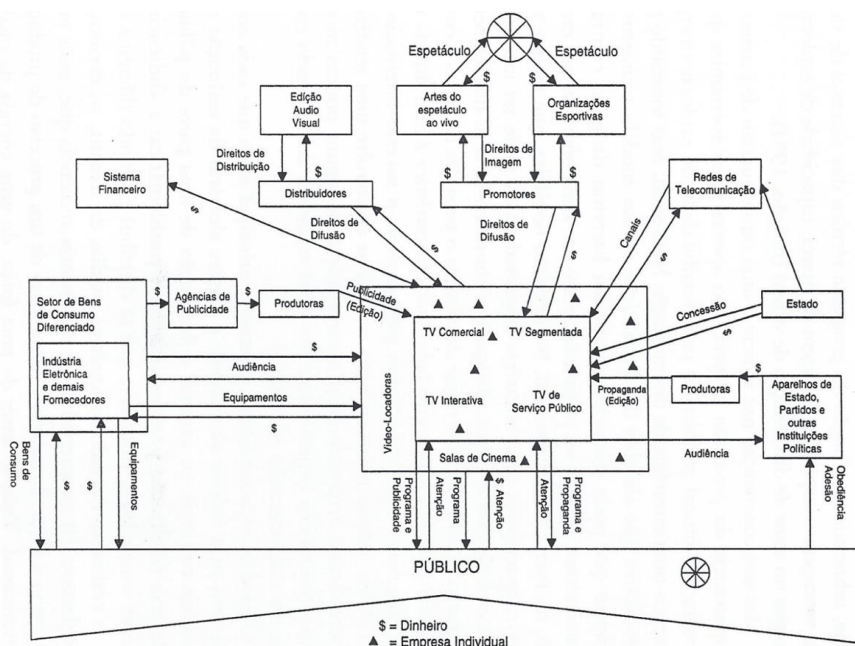 Espetáculo
Espetáculo
$
$
Edição
Audio
Visual
Artes do
espetáculo
ao vivo
Organizações
Esportivas
Direitos de
Distribuição
$
$
Direitos de
Imagem
$
$
Sistema
Financeiro
Distribuidores
Promotores
Redes de
Telecomunicação
Direitos de
Difusão
Direitos de
Difusão
$
$
$
Canais
$
Setor de Bens
de Consumo
Diferenciado
$
Agências de
Publicidade
$
Produtoras
Publicidade
(Edição)
TV Comercial
TV Segmentada
Concessão
$
Estado
Indústria
Eletrônica
e demais
Fornecedores
$
Audiência
Equipamentos
$
Vídeo-Locadoras
TV Interativa
TV de
Serviço Público
Propaganda
(Edição)
Produtoras
$
Aparelhos de
Estado,
Partidos e
outras
Instituições
Políticas
Salas de Cinema
Audiência
Bens de
Consumo
$
$
Equipamentos
Programa e
Publicidade
Atenção
Programa
$
Atenção
Atenção
Programa e
Propaganda
Obediência
Adesão
PÚBLICO
$ = Dinheiro
▲ = Empresa Individual